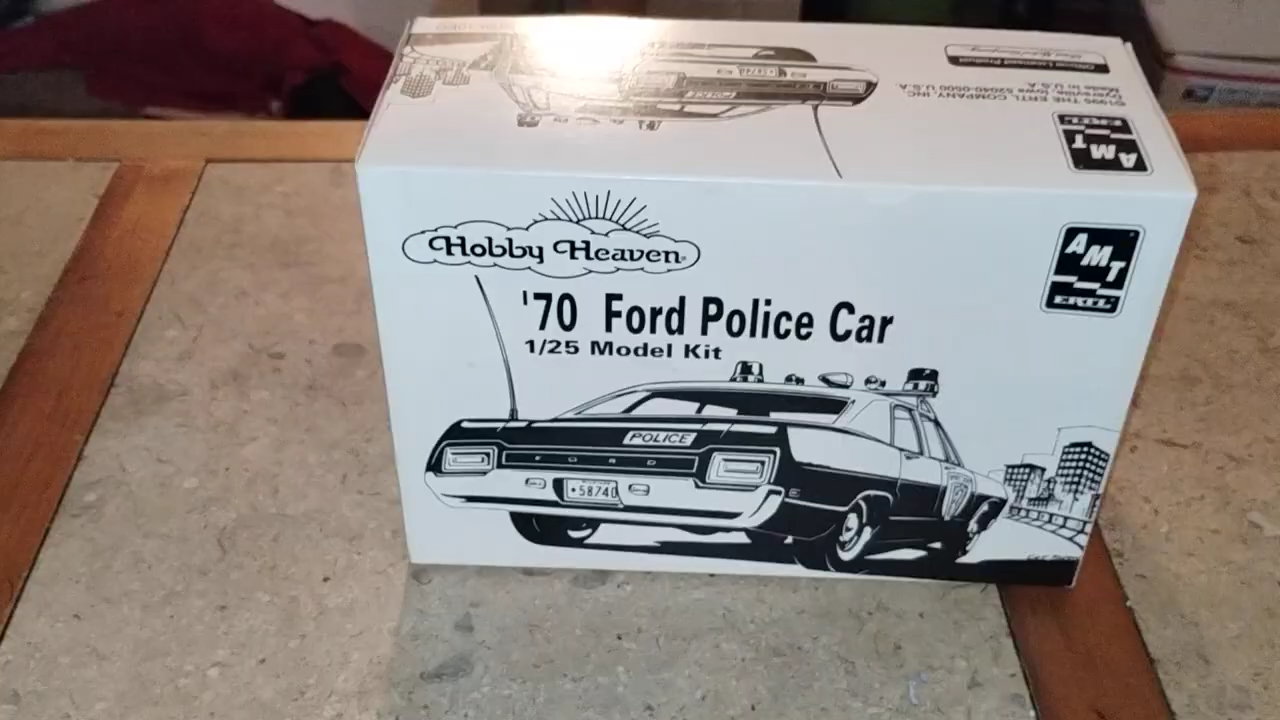 Official Licensed Product
©1996 THE ERTL COMPANY, INC.
Dyersville, Iowa 52040-0500 U.S.A.
Made in U.S.A.
AMT
ERTL
POLICE
Hobby Heaven
AMT
ERTL
'70 Ford Police Car
1/25 Model Kit
POLICE
FORD
58740